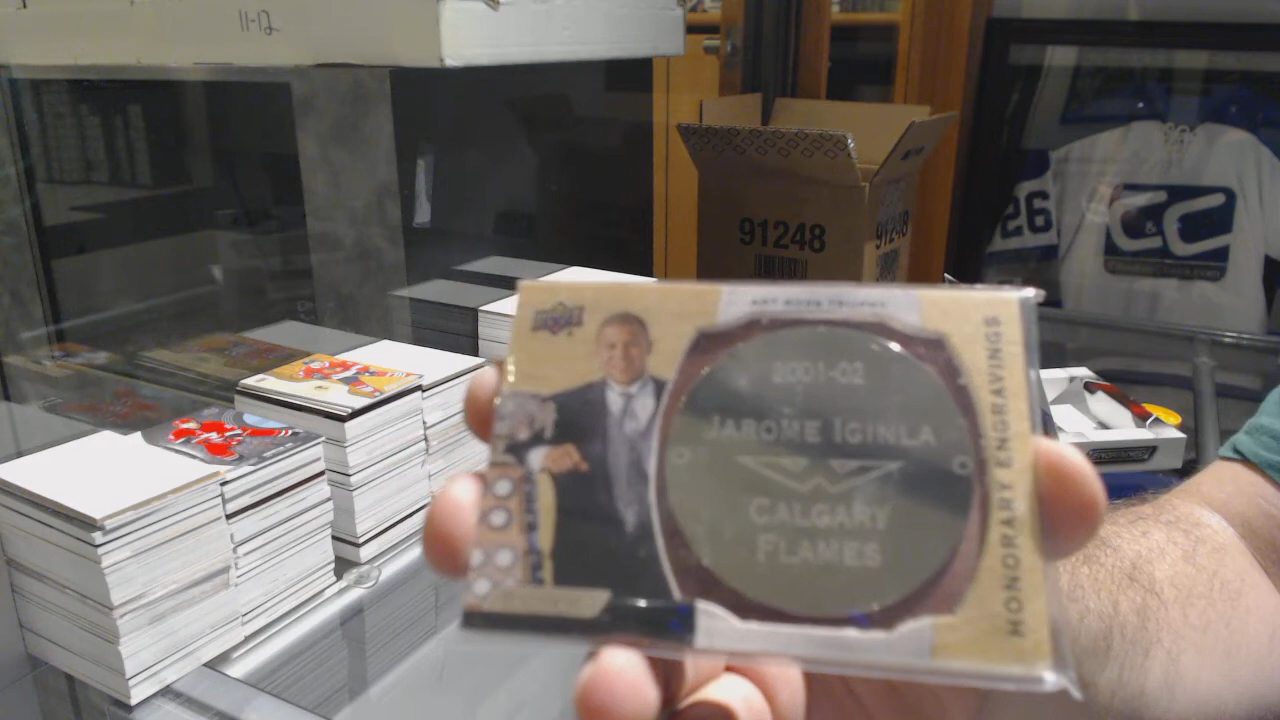 11-12
91248
91248
26
C&C
ART ROSS TROPHY
2001-02
JAROME IGINLA
CALGARY
FLAMES
HONORARY ENGRAVINGS